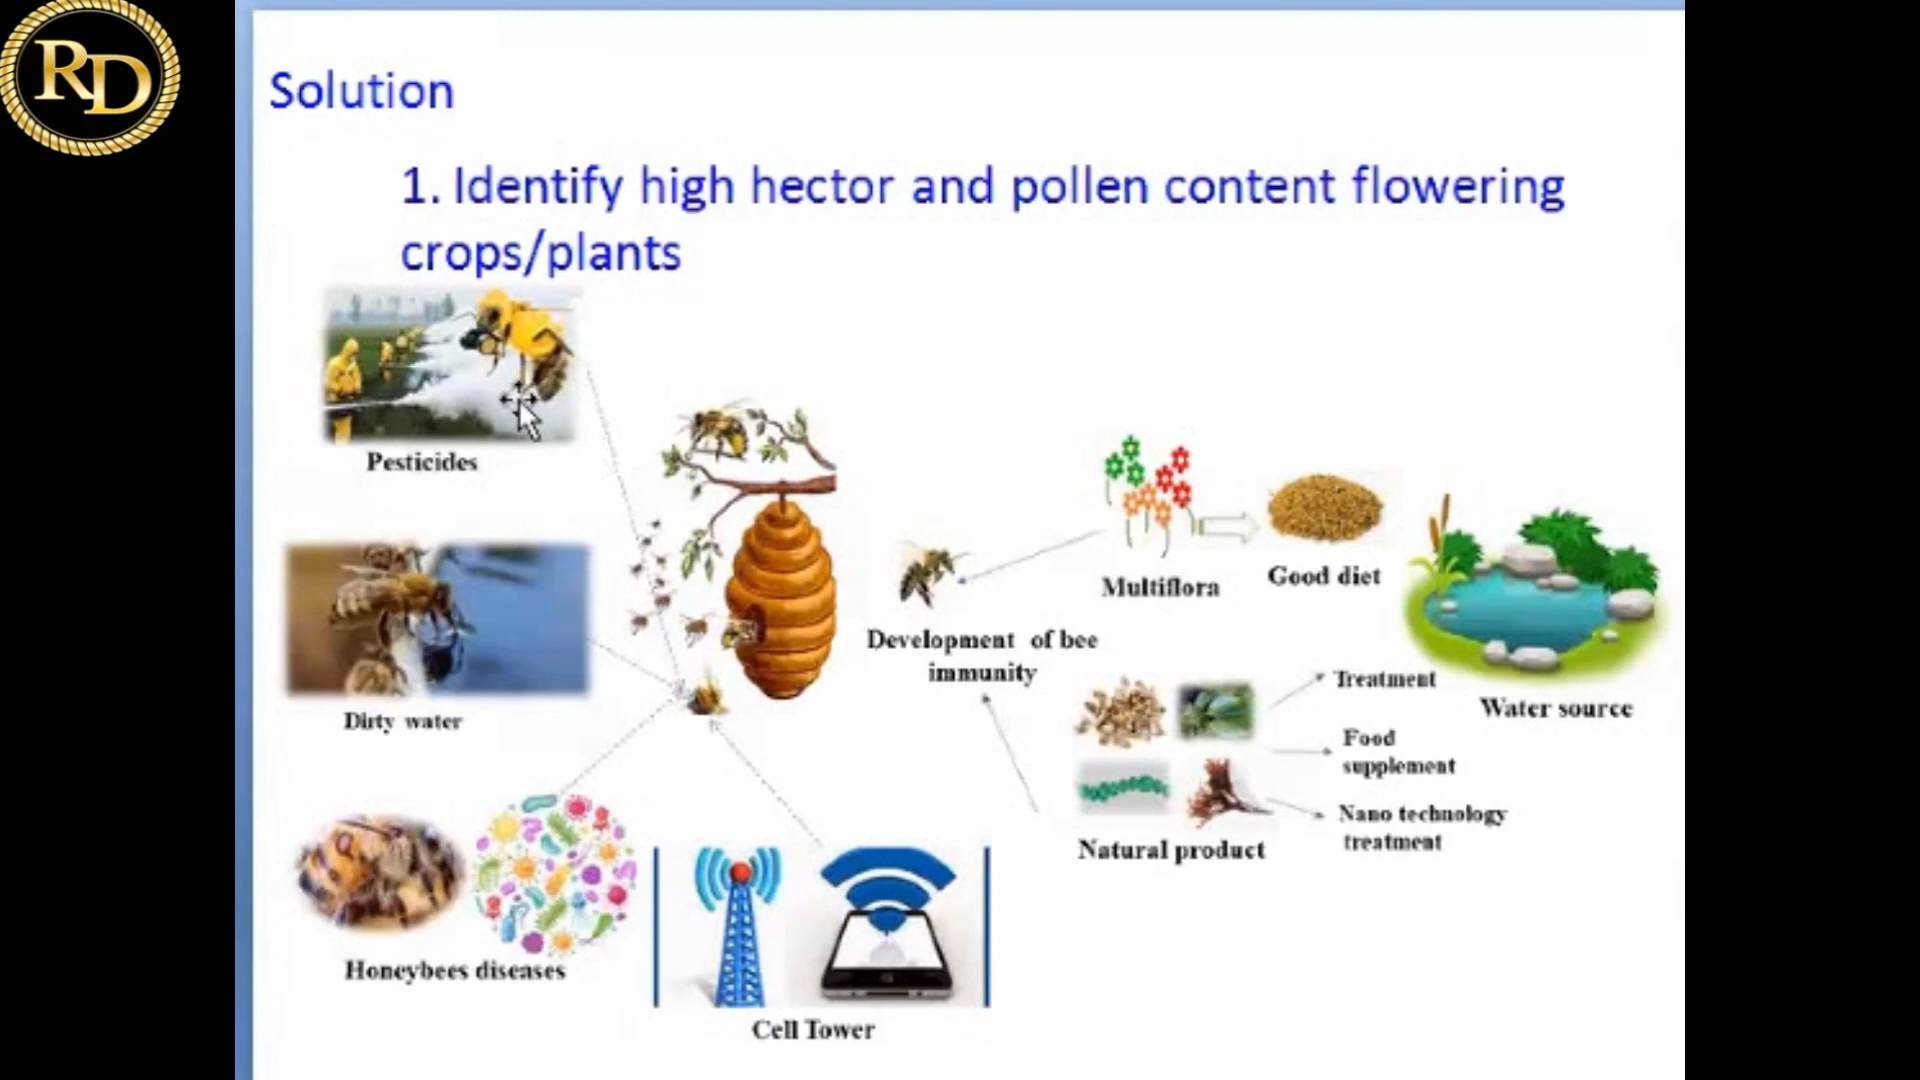 RD
Solution
1. Identify high hector and pollen content flowering
crops/plants
Pesticides
Multiflora
Good diet
Development of bee
immunity
Treatment
Water source
Dirty water
Food
supplement
Nano technology
treatment
Natural product
Honeybees diseases
Cell Tower